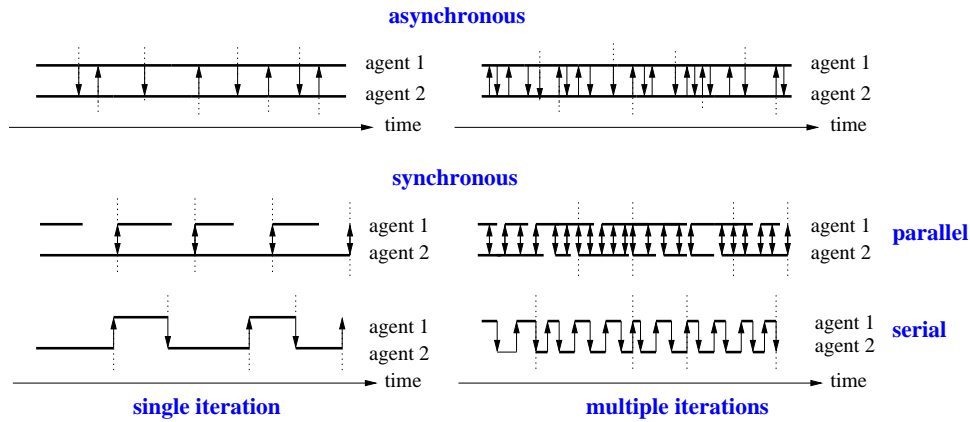 asynchronous
agent 1
agent 2
time
agent 1
agent 2
time
synchronous
agent 1
agent 2
agent 1
agent 2
parallel
agent 1
agent 2
time
agent 1
agent 2
serial
time
single iteration
multiple iterations